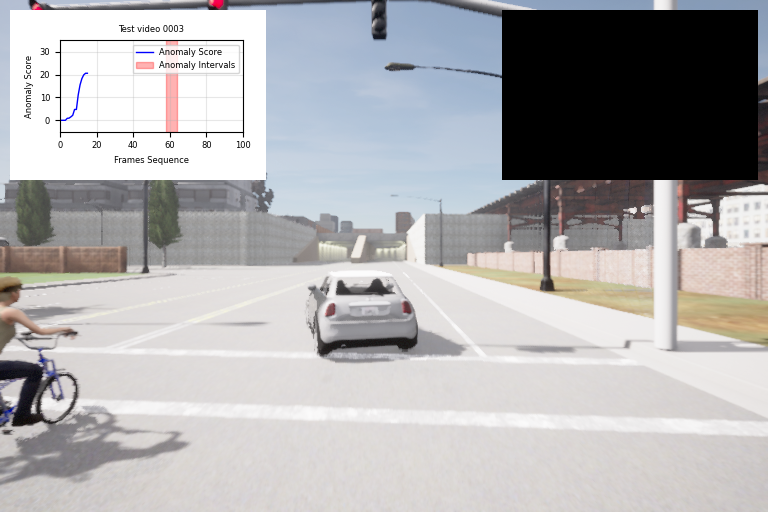 Test video 0003
Anomaly Score
30
20
10
0
Anomaly Score
Anomaly Intervals
0 20 40 60 80 100
Frames Sequence